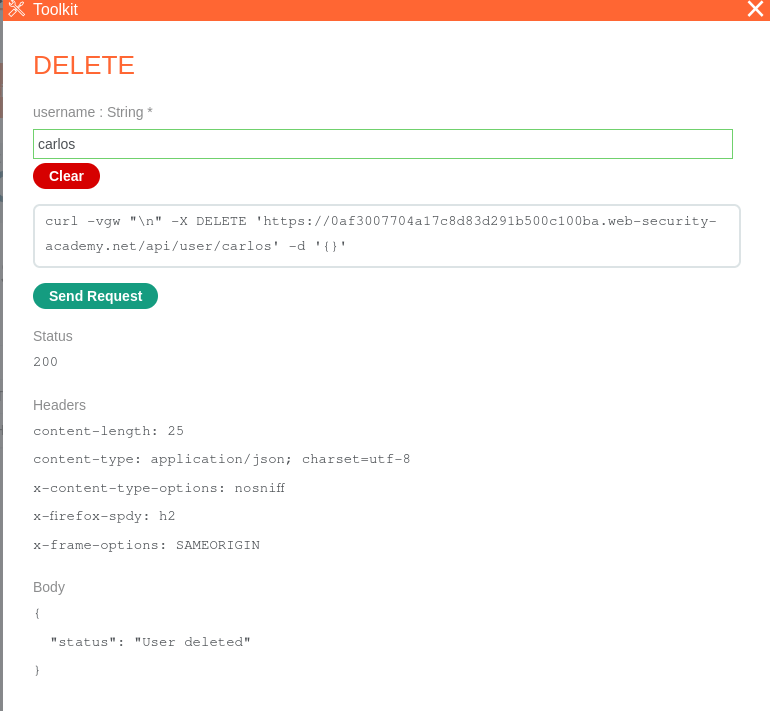 Toolkit
DELETE
username : String *
carlos
Clear
curl -vgw "\n" -X DELETE 'https://0af3007704a17c8d83d291b500c100ba.web-security-
academy.net/api/user/carlos' -d '{}'
Send Request
Status
200
Headers
content-length: 25
content-type: application/json; charset=utf-8
x-content-type-options: nosniff
x-firefox-spdy: h2
x-frame-options: SAMEORIGIN
Body
{
"status": "User deleted"
}